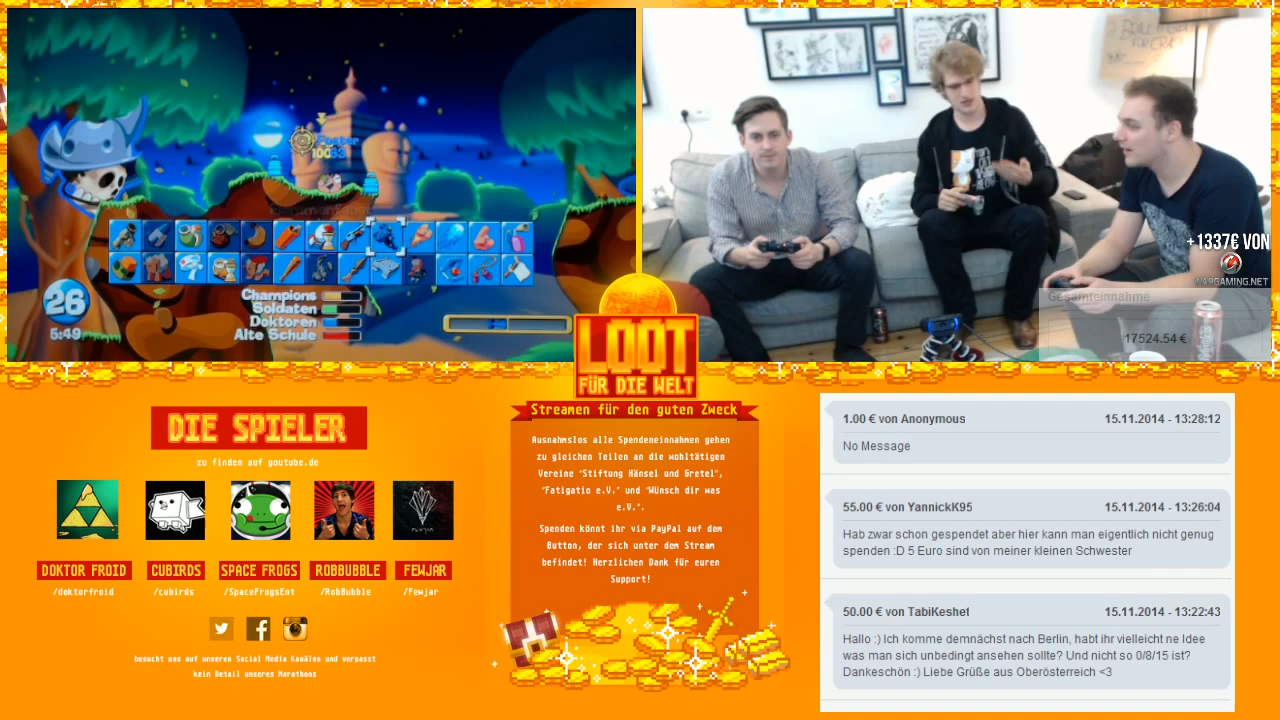 10063
26
5:49
Champions
Soldaten
Doktoren
Alte Schule
+1337€ VON
WARGAMING.NET
Gesamteinnahme
17524.54 €
LOOT
FÜR DIE WELT
Streamen für den guten Zweck
Ausnahmslos alle Spendeneinnahmen gehen
zu gleichen Teilen an die wohltätigen
Vereine "Stiftung Hänsel und Gretel",
"Fatigatio e.V." und "Wünsch dir was
e.V.".
Spenden könnt ihr via PayPal auf dem
Button, der sich unter dem Stream
befindet! Herzlichen Dank für euren
Support!
DIE SPIELER
zu finden auf youtube.de
DOKTOR FROID
CUBIRDS
SPACE FROGS
ROBBUBBLE
FEWJAR
/doktorfroid
/cubirds
/SpaceFrogsEnt
/RobBubble
/Fewjar
besucht uns auf unseren Social Media Kanälen und verpasst
kein Detail unseres Marathons
1.00 € von Anonymous
15.11.2014 - 13:28:12
No Message
55.00 € von YannickK95
15.11.2014 - 13:26:04
Hab zwar schon gespendet aber hier kann man eigentlich nicht genug
spenden :D 5 Euro sind von meiner kleinen Schwester
50.00 € von TabiKeshet
15.11.2014 - 13:22:43
Hallo :) Ich komme demnächst nach Berlin, habt ihr vielleicht ne Idee
was man sich unbedingt ansehen sollte? Und nicht so 0/8/15 ist?
Dankeschön :) Liebe Grüße aus Oberösterreich <3